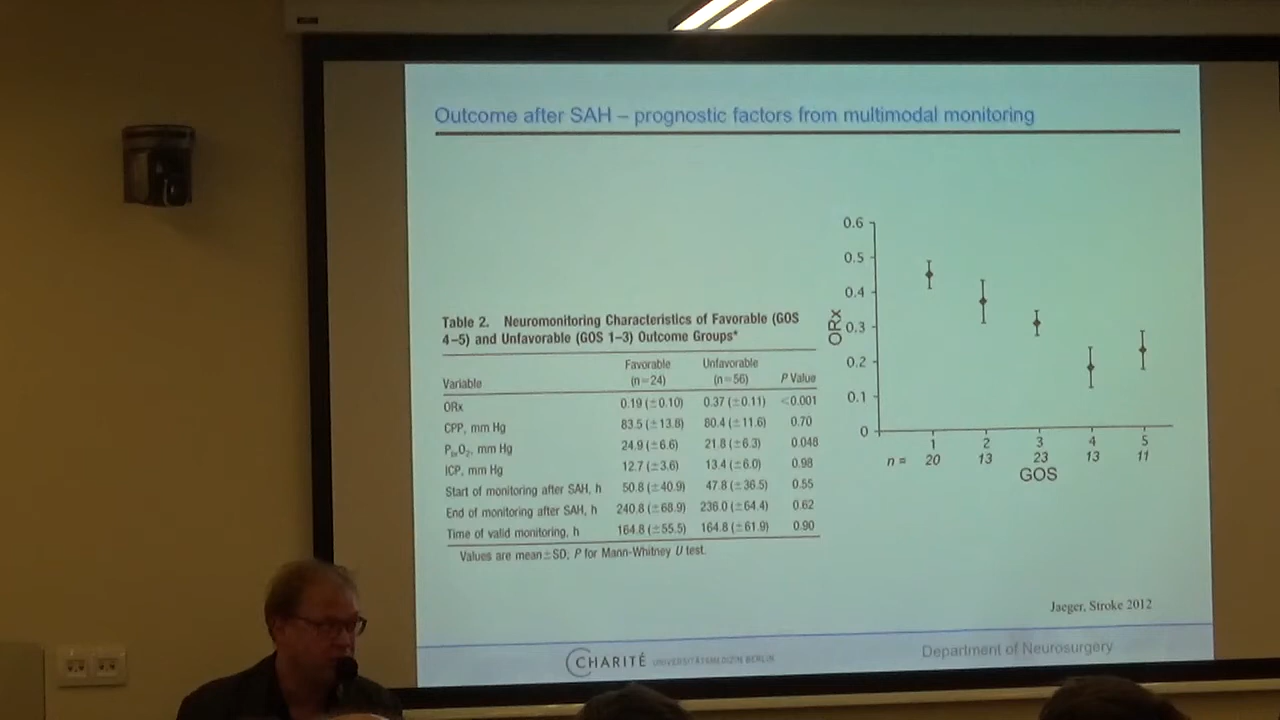 Outcome after SAH – prognostic factors from multimodal monitoring
Table 2. Neuromonitoring Characteristics of Favorable (GOS
4–5) and Unfavorable (GOS 1–3) Outcome Groups*
Variable Favorable (n=24) Unfavorable (n=56) P Value
ORx 0.19 (±0.10) 0.37 (±0.11) <0.001
CPP, mm Hg 83.5 (±13.8) 80.4 (±11.6) 0.70
PbrO2, mm Hg 24.9 (±6.6) 21.8 (±6.3) 0.048
ICP, mm Hg 12.7 (±3.6) 13.4 (±6.0) 0.98
Start of monitoring after SAH, h 50.8 (±40.9) 47.8 (±36.5) 0.55
End of monitoring after SAH, h 240.8 (±68.9) 236.0 (±64.4) 0.62
Time of valid monitoring, h 164.8 (±55.5) 164.8 (±61.9) 0.90
Values are mean±SD; P for Mann-Whitney U test.
0.6
0.5
0.4
0.3
0.2
0.1
0
ORx
1 2 3 4 5
n = 20 13 23 13 11
GOS
Jaeger, Stroke 2012
CHARITÉ UNIVERSITÄTSMEDIZIN BERLIN
Department of Neurosurgery